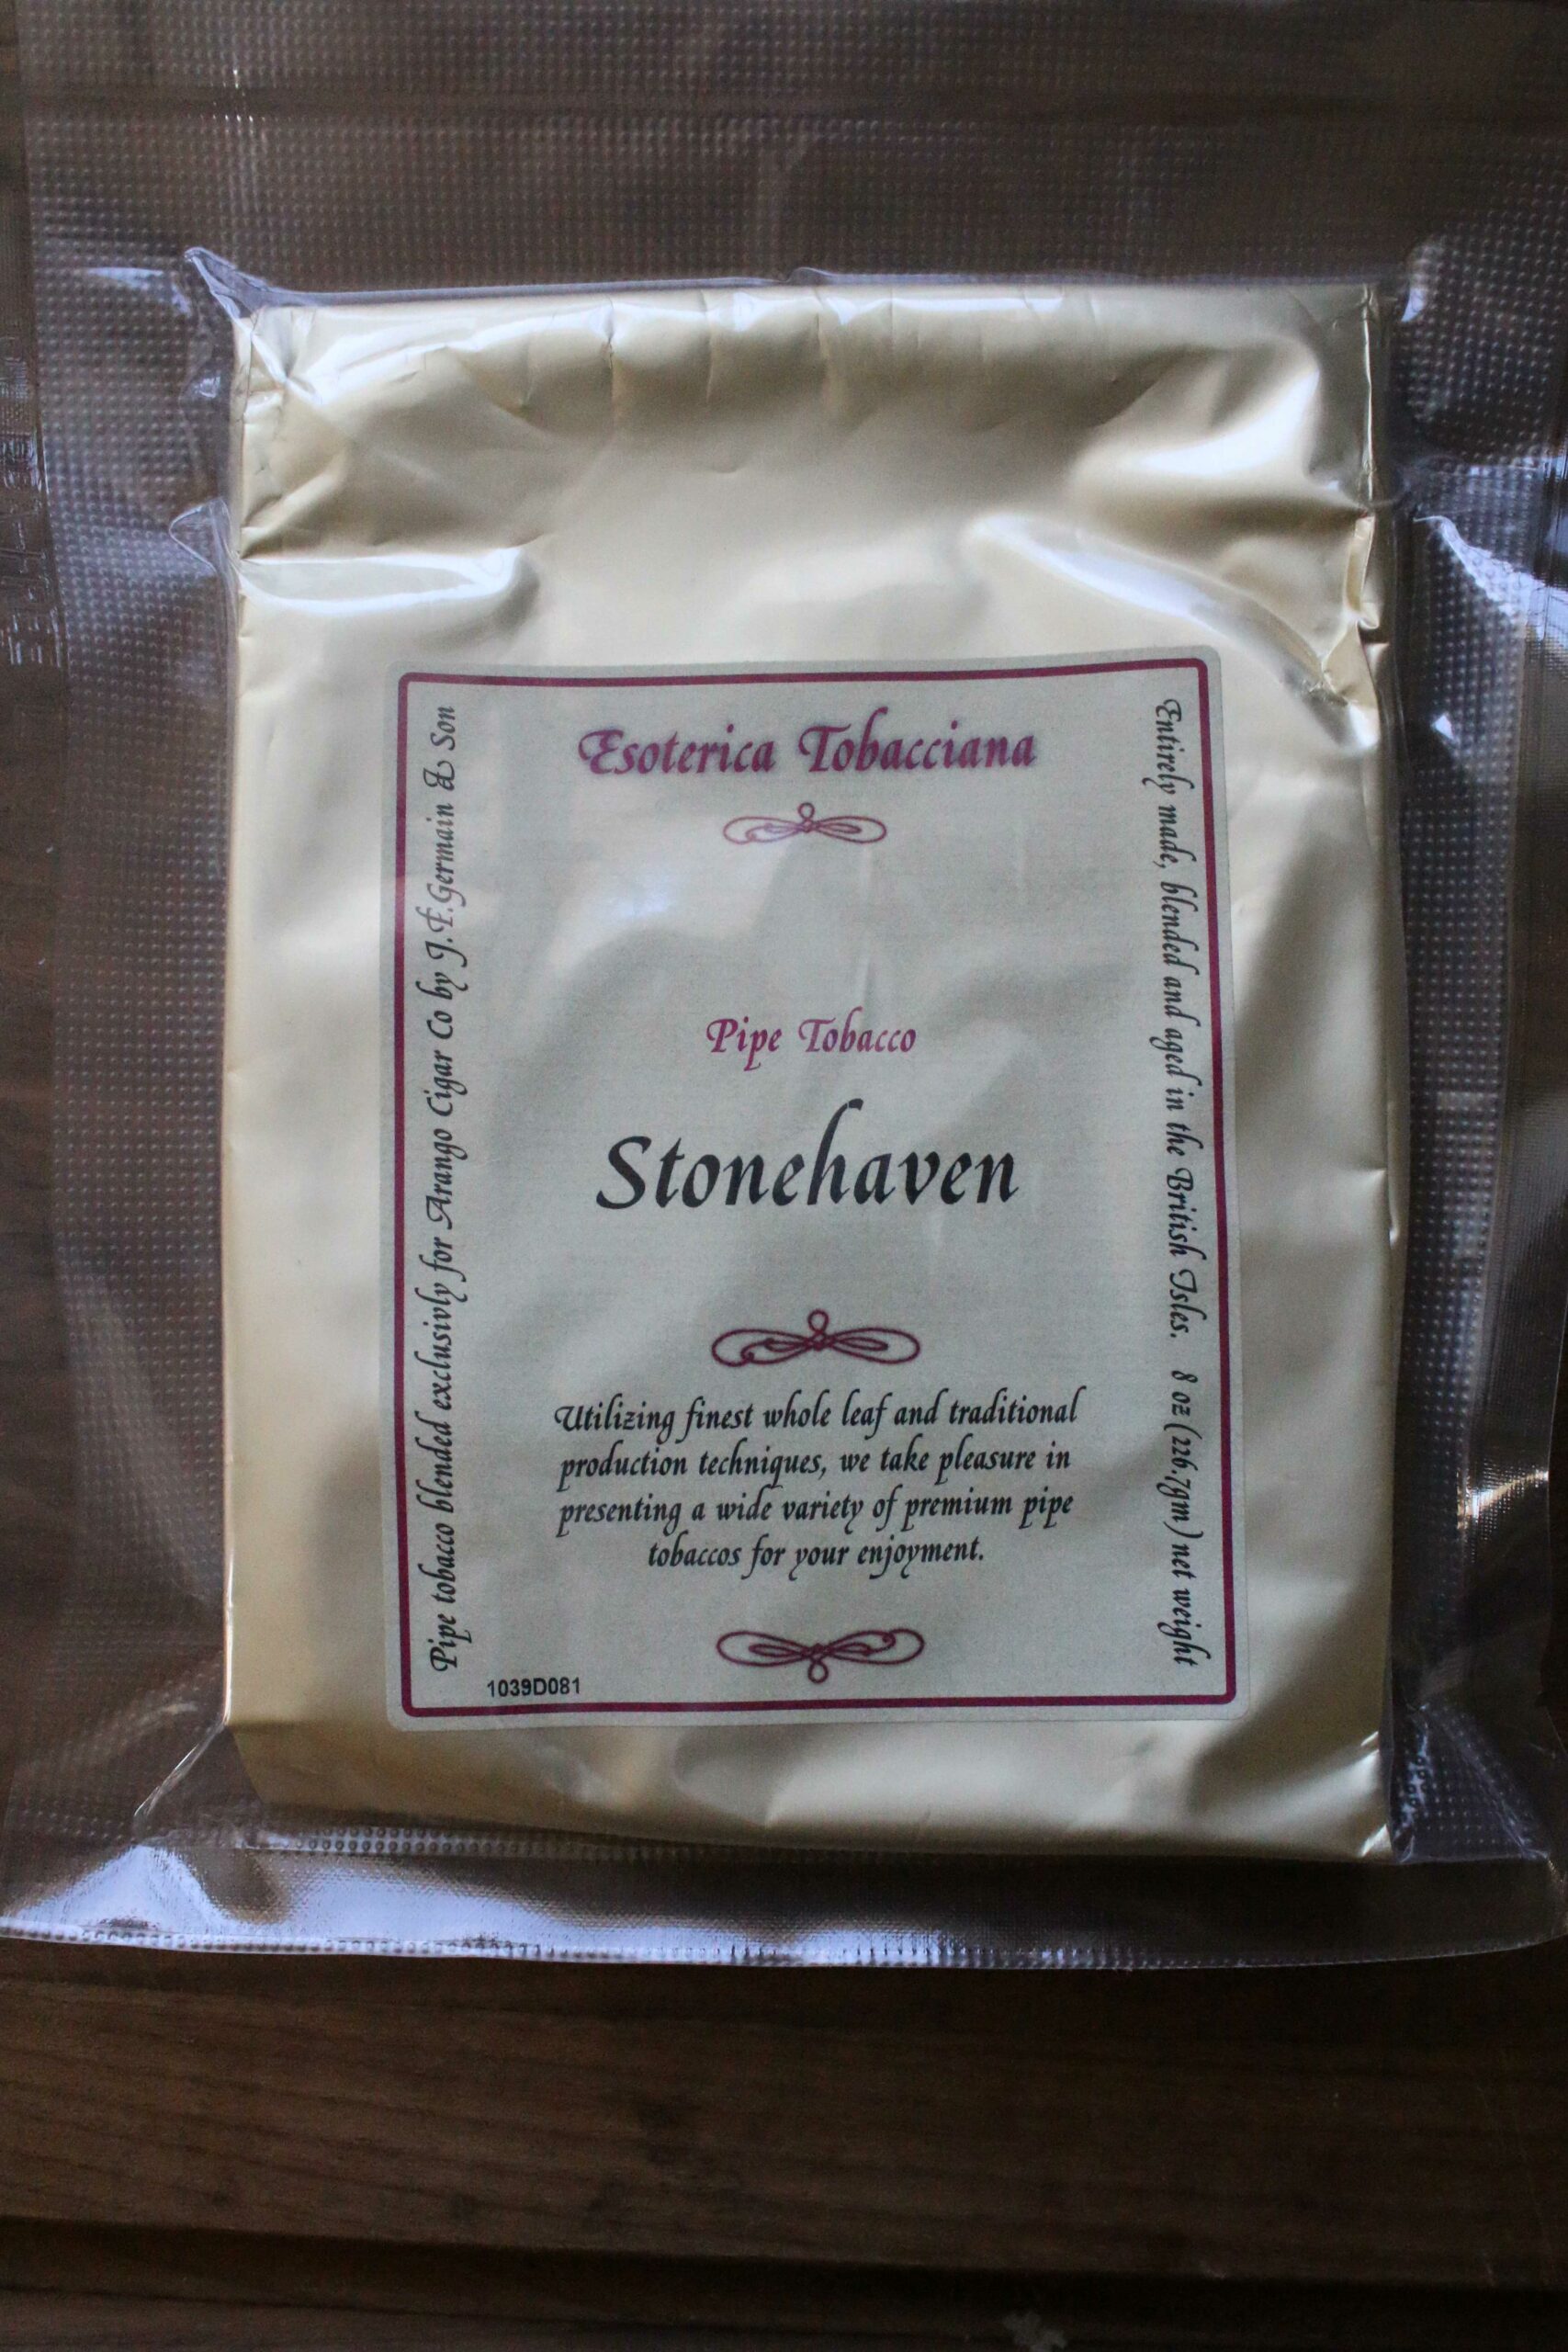 Esoterica Tobacciana
Pipe Tobacco
Stonehaven
Utilizing finest whole leaf and traditional
production techniques, we take pleasure in
presenting a wide variety of premium pipe
tobaccos for your enjoyment.
Pipe tobacco blended exclusivly for Arango Cigar Co by J.F.Germain & Son
Entirely made, blended and aged in the British Isles. 8 oz (226.7gm) net weight
1039D081